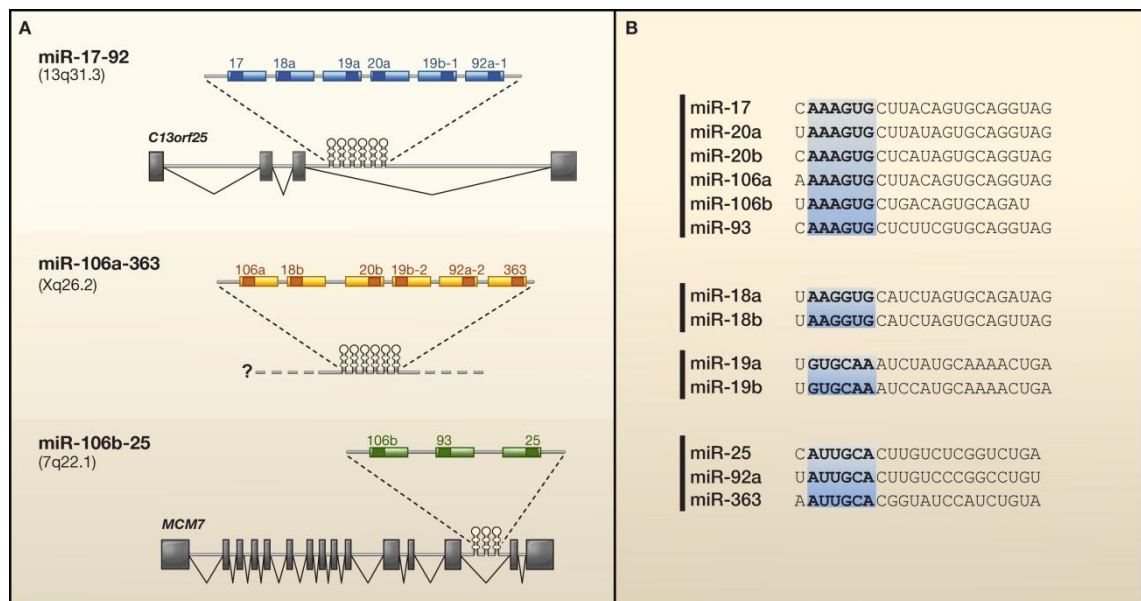 A
miR-17-92
(13q31.3)
17 18a 19a 20a 19b-1 92a-1
C13orf25
miR-106a-363
(Xq26.2)
106a 18b 20b 19b-2 92a-2 363
?
miR-106b-25
(7q22.1)
106b 93 25
MCM7
B
miR-17 CAAAGUGCUUACAGUGCAGGUAG
miR-20a UAAAGUGCUUAUAGUGCAGGUAG
miR-20b CAAAGUGCUCAUAGUGCAGGUAG
miR-106a AAAAGUGCUUACAGUGCAGGUAG
miR-106b UAAAGUGCUGACAGUGCAGAU
miR-93 CAAAGUGCUCUUCGUGCAGGUAG
miR-18a UAAGGUGCAUCUAGUGCAGAUAG
miR-18b UAAGGUGCAUCUAGUGCAGUUAG
miR-19a UGUGCAAAUCUAUGCAAAACUGA
miR-19b UGUGCAAAUCCAUGCAAAACUGA
miR-25 CAUUGCACUUGUCUCGGUCUGA
miR-92a UAUUGCACUUGUCCCGGCCUGU
miR-363 AAUUGCACGGUAUCCAUCUGUA